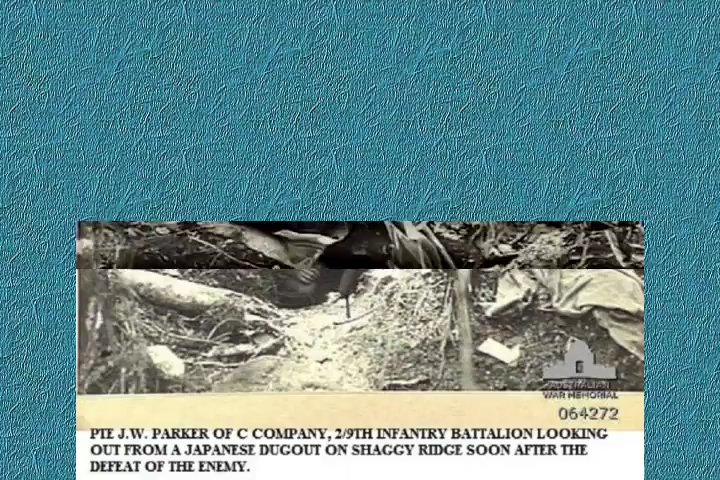 AUSTRALIAN
WAR MEMORIAL
064272
PTE J.W. PARKER OF C COMPANY, 2/9TH INFANTRY BATTALION LOOKING
OUT FROM A JAPANESE DUGOUT ON SHAGGY RIDGE SOON AFTER THE
DEFEAT OF THE ENEMY.